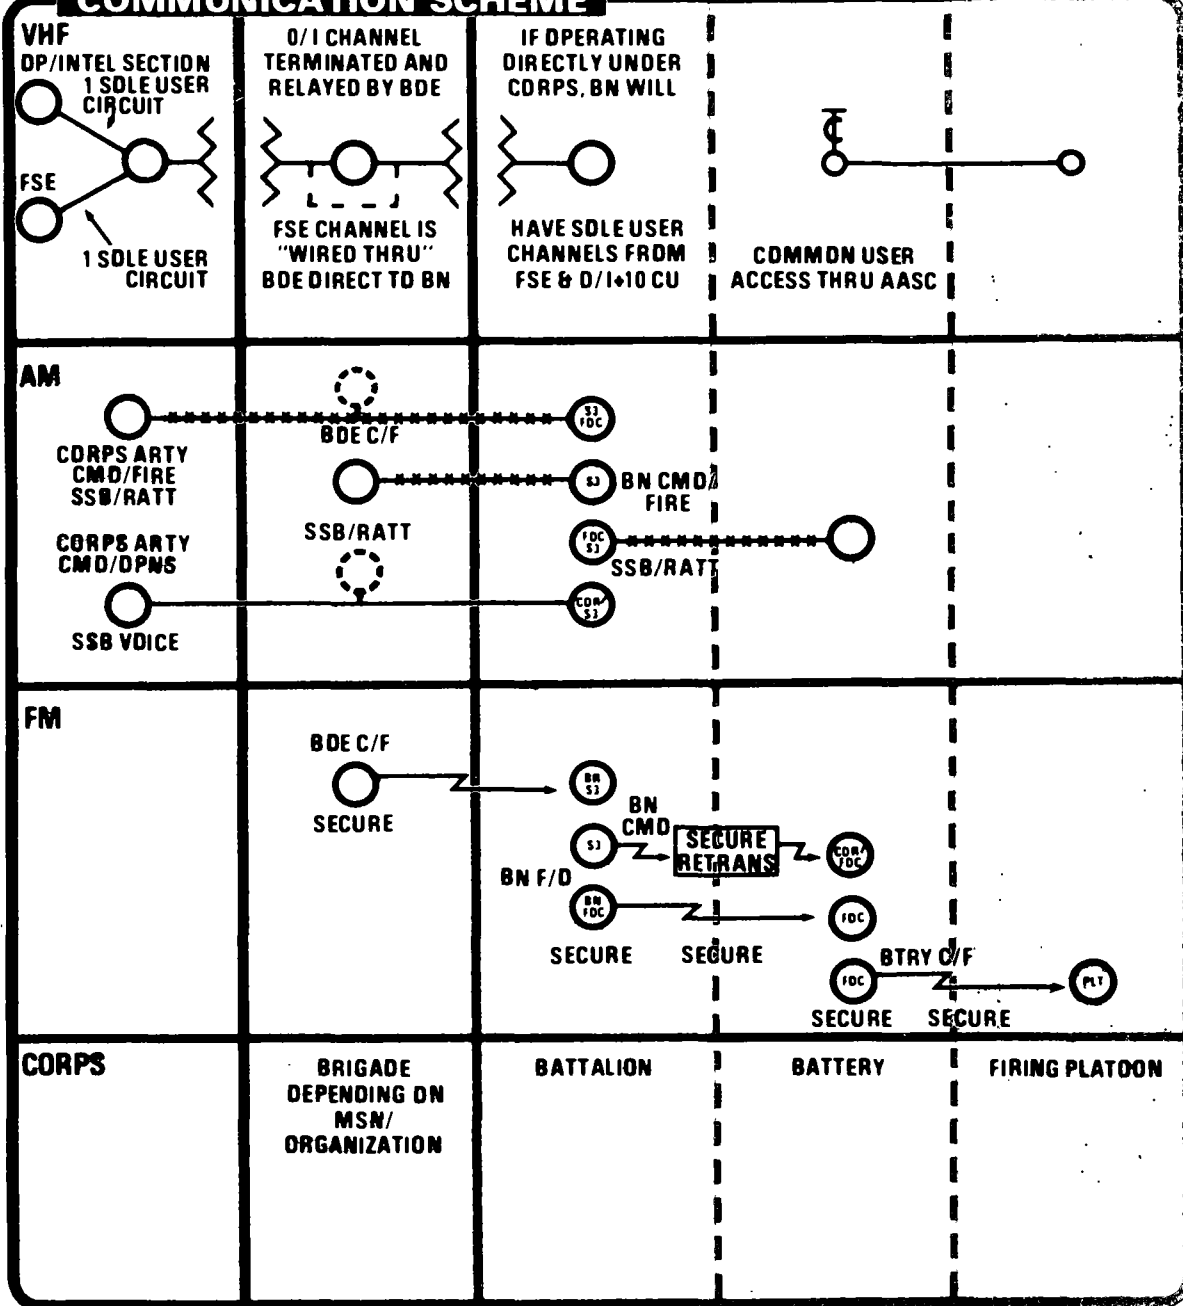 COMMUNICATION SCHEME
VHF
OP/INTEL SECTION
1 SOLE USER
CIRCUIT
FSE
1 SOLE USER
CIRCUIT
O/I CHANNEL
TERMINATED AND
RELAYED BY BDE
FSE CHANNEL IS
"WIRED THRU"
BDE DIRECT TO BN
IF OPERATING
DIRECTLY UNDER
CORPS, BN WILL
HAVE SOLE USER
CHANNELS FROM
FSE & O/I+10 CU
COMMON USER
ACCESS THRU AASC
AM
CORPS ARTY
CMD/FIRE
SSB/RATT
BDE C/F
S3
FDC
S3
BN CMD/
FIRE
SSB/RATT
FDC
S3
SSB/RATT
CORPS ARTY
CMD/OPNS
SSB VOICE
CDR/
S3
FM
BDE C/F
SECURE
BN
S3
BN
CMD
S3
SECURE
RETRANS
CDR/
FDC
BN F/D
BN
FDC
FDC
SECURE
SECURE
BTRY C/F
FDC
PLT
SECURE
SECURE
CORPS
BRIGADE
DEPENDING ON
MSN/
ORGANIZATION
BATTALION
BATTERY
FIRING PLATOON